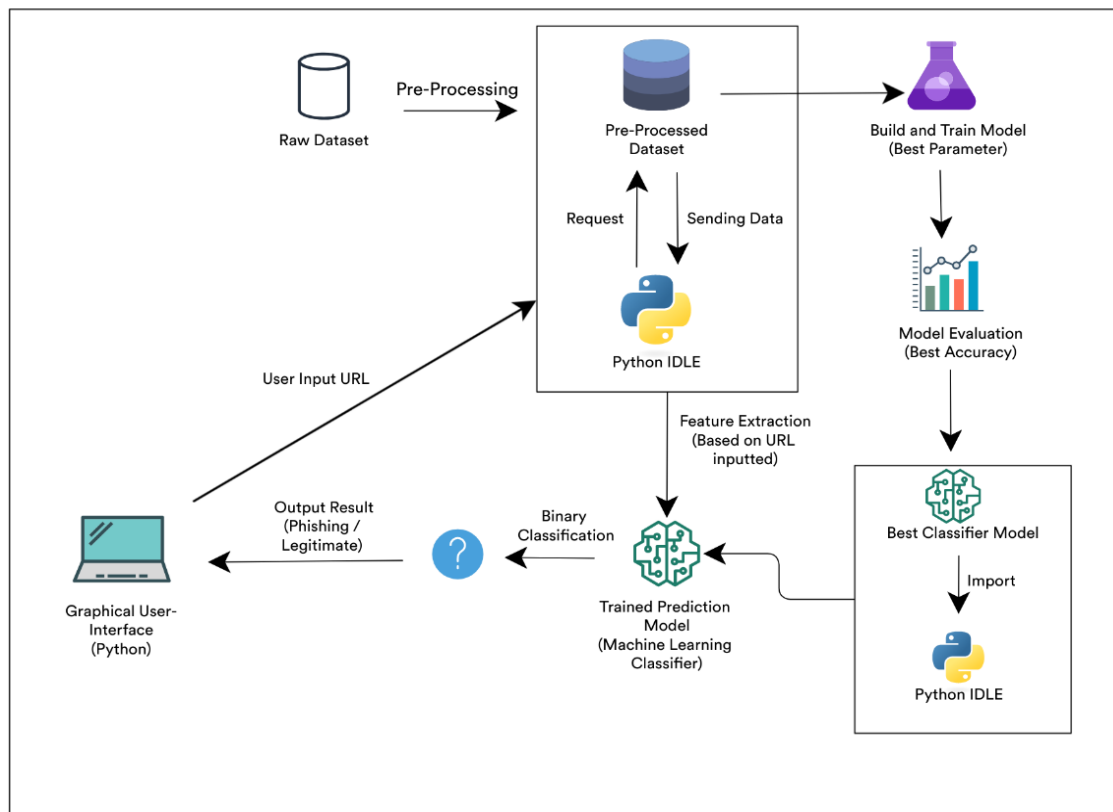 Raw Dataset
Pre-Processing
Pre-Processed
Dataset
Request
Sending Data
Python IDLE
Build and Train Model
(Best Parameter)
Model Evaluation
(Best Accuracy)
User Input URL
Feature Extraction
(Based on URL
inputted)
Best Classifier Model
Import
Python IDLE
Trained Prediction
Model
(Machine Learning
Classifier)
Binary
Classification
?
Output Result
(Phishing /
Legitimate)
Graphical User-
Interface
(Python)